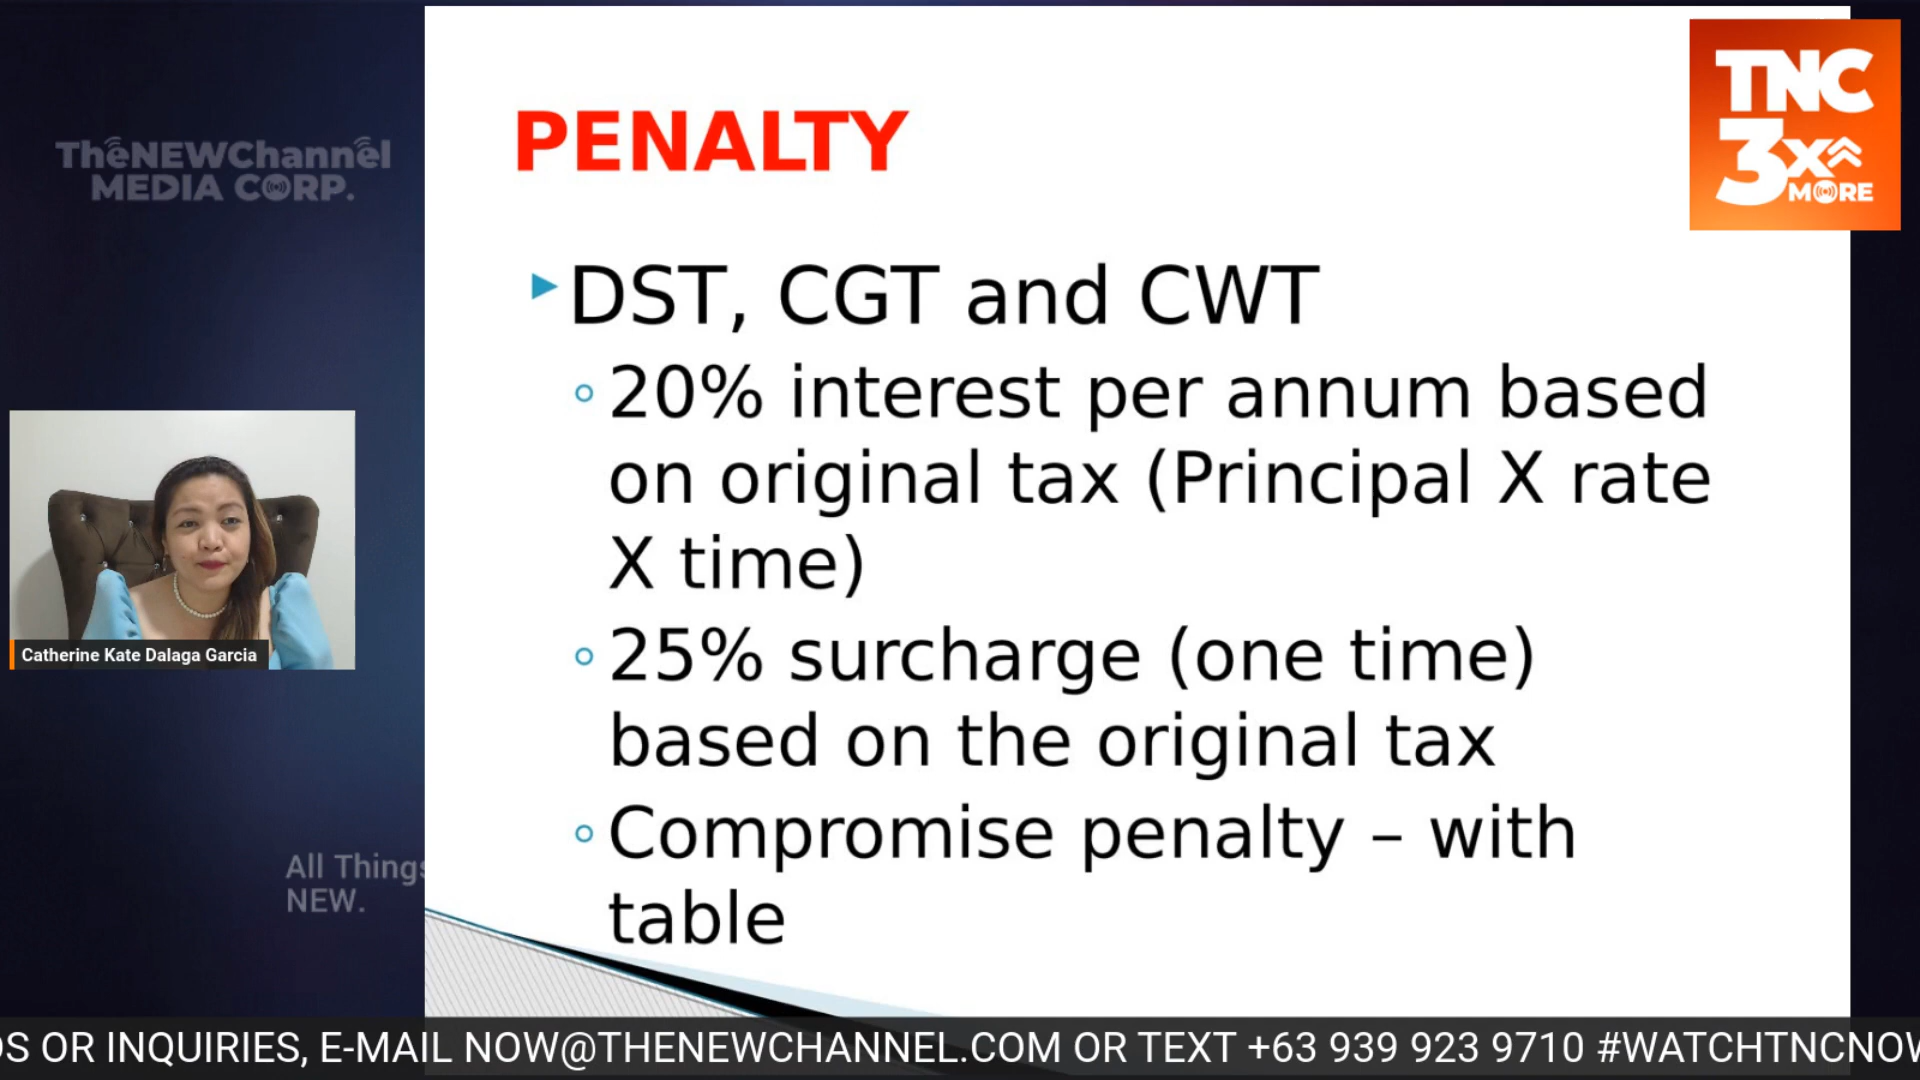 TheNEWChannel
MEDIA CORP.
TNC
3x
MORE
PENALTY
DST, CGT and CWT
20% interest per annum based
on original tax (Principal X rate
X time)
25% surcharge (one time)
based on the original tax
Compromise penalty – with
table
Catherine Kate Dalaga Garcia
All Things
NEW.
OR INQUIRIES, E-MAIL NOW@THENEWCHANNEL.COM OR TEXT +63 939 923 9710 #WATCHTNCNOW